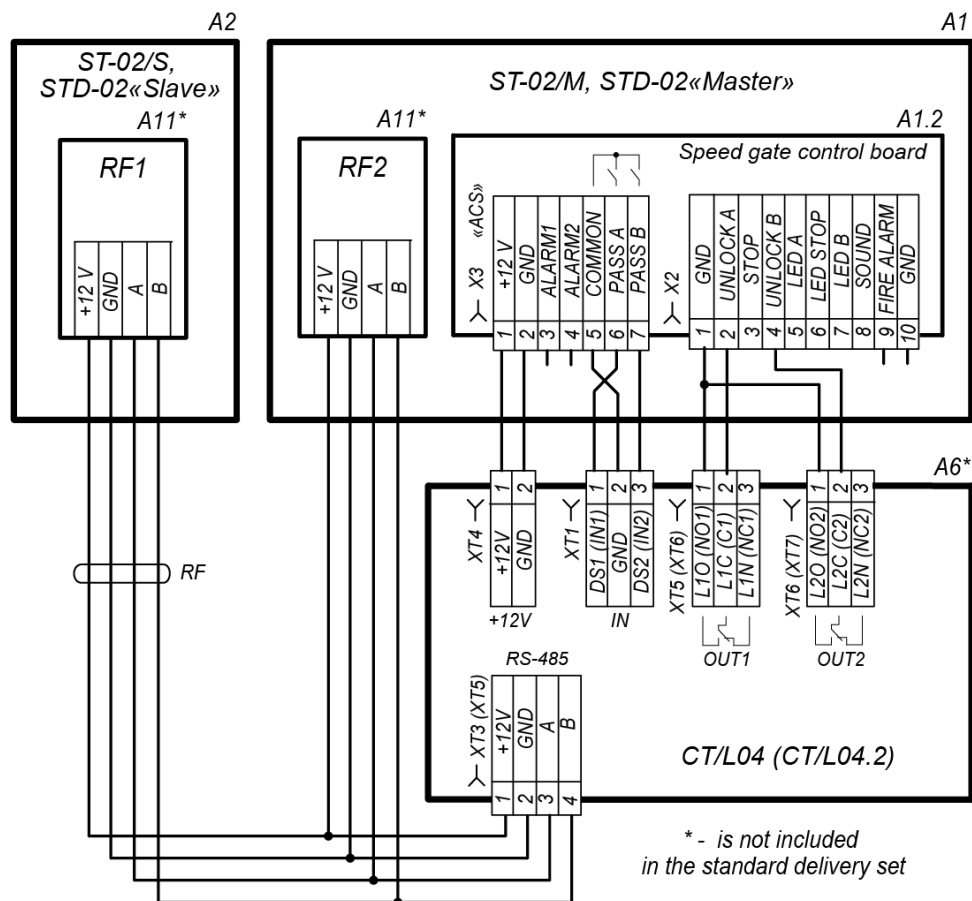 A2
ST-02/S,
STD-02«Slave»
A11*
RF1
+12 V
GND
A
B
A1
ST-02/M, STD-02«Master»
A11*
RF2
+12 V
GND
A
B
A1.2
Speed gate control board
X3 «ACS»
+12 V
GND
ALARM1
ALARM2
COMMON
PASS A
PASS B
1 2 3 4 5 6 7
X2
GND
UNLOCK A
STOP
UNLOCK B
LED A
LED STOP
LED B
SOUND
FIRE ALARM
GND
1 2 3 4 5 6 7 8 9 10
RF
A6*
XT4
1 2
+12V
GND
+12V
XT1
1 2 3
DS1 (IN1)
GND
DS2 (IN2)
IN
XT5 (XT6)
1 2 3
L1O (NO1)
L1C (C1)
L1N (NC1)
OUT1
XT6 (XT7)
1 2 3
L2O (NO2)
L2C (C2)
L2N (NC2)
OUT2
RS-485
XT3 (XT5)
+12V
GND
A
B
1 2 3 4
CT/L04 (CT/L04.2)
* - is not included
in the standard delivery set